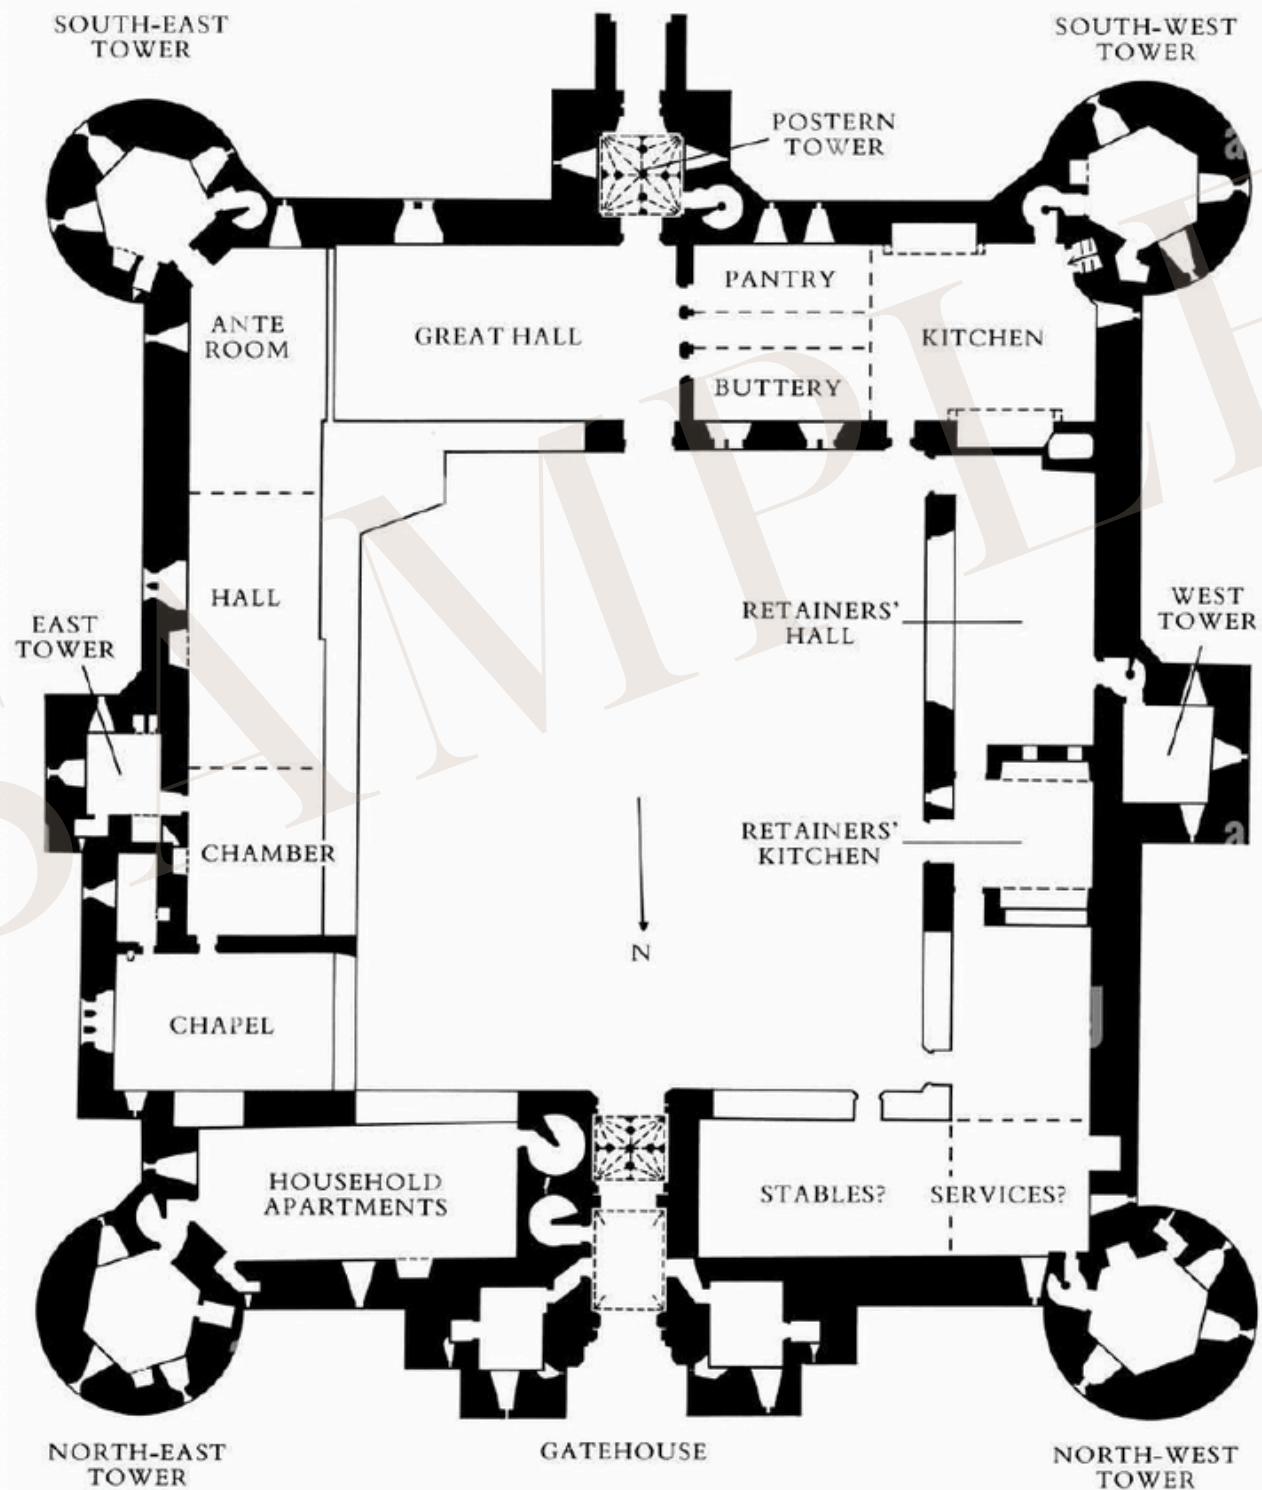 SOUTH-EAST
TOWER
SOUTH-WEST
TOWER
POSTERN
TOWER
PANTRY
ANTE
ROOM
GREAT HALL
KITCHEN
BUTTERY
HALL
RETAINERS'
HALL
WEST
TOWER
EAST
TOWER
RETAINERS'
KITCHEN
CHAMBER
N
CHAPEL
HOUSEHOLD
APARTMENTS
STABLES?
SERVICES?
GATEHOUSE
NORTH-EAST
TOWER
NORTH-WEST
TOWER
SAMPLE
a
a